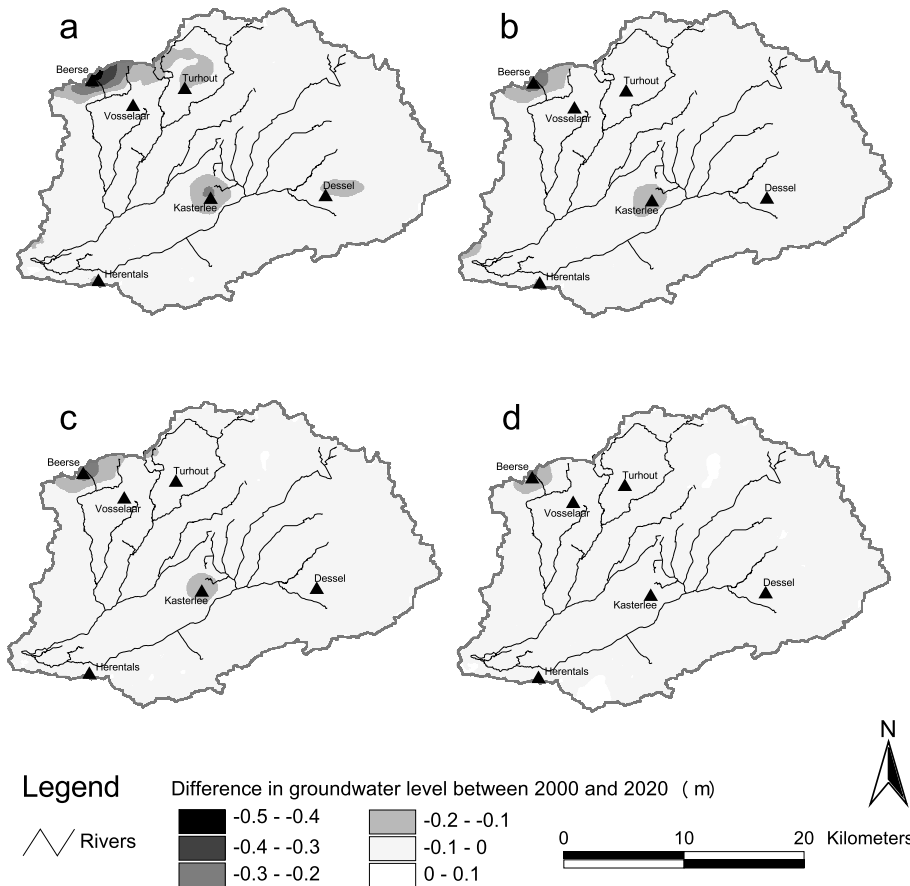 a
Beerse
Turhout
Vosselaar
Kasterlee
Dessel
Herentals
b
Beerse
Turhout
Vosselaar
Kasterlee
Dessel
Herentals
c
Beerse
Turhout
Vosselaar
Kasterlee
Dessel
Herentals
d
Beerse
Turhout
Vosselaar
Kasterlee
Dessel
Herentals
N
Legend
Rivers
Difference in groundwater level between 2000 and 2020 ( m)
-0.5 - -0.4
-0.4 - -0.3
-0.3 - -0.2
-0.2 - -0.1
-0.1 - 0
0 - 0.1
0 10 20 Kilometers